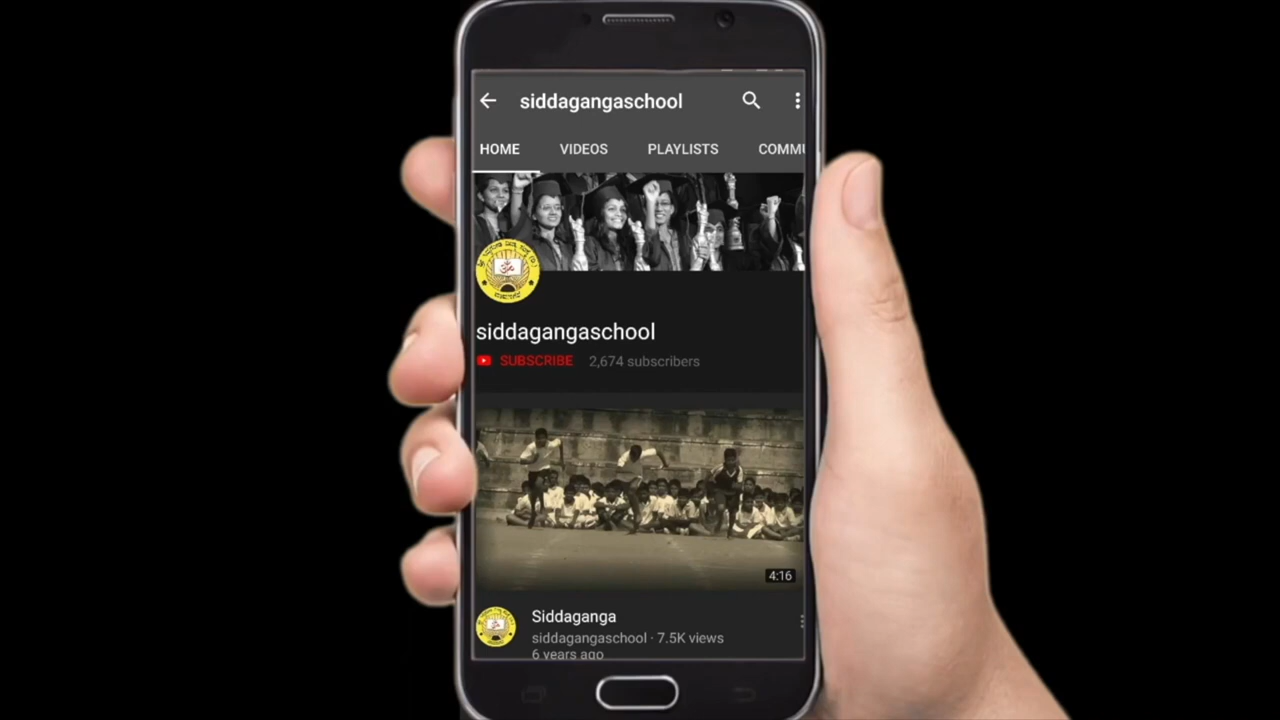 siddagangaschool
HOME VIDEOS PLAYLISTS COMMU
siddagangaschool
SUBSCRIBE 2,674 subscribers
4:16
Siddaganga
siddagangaschool · 7.5K views
6 years ago